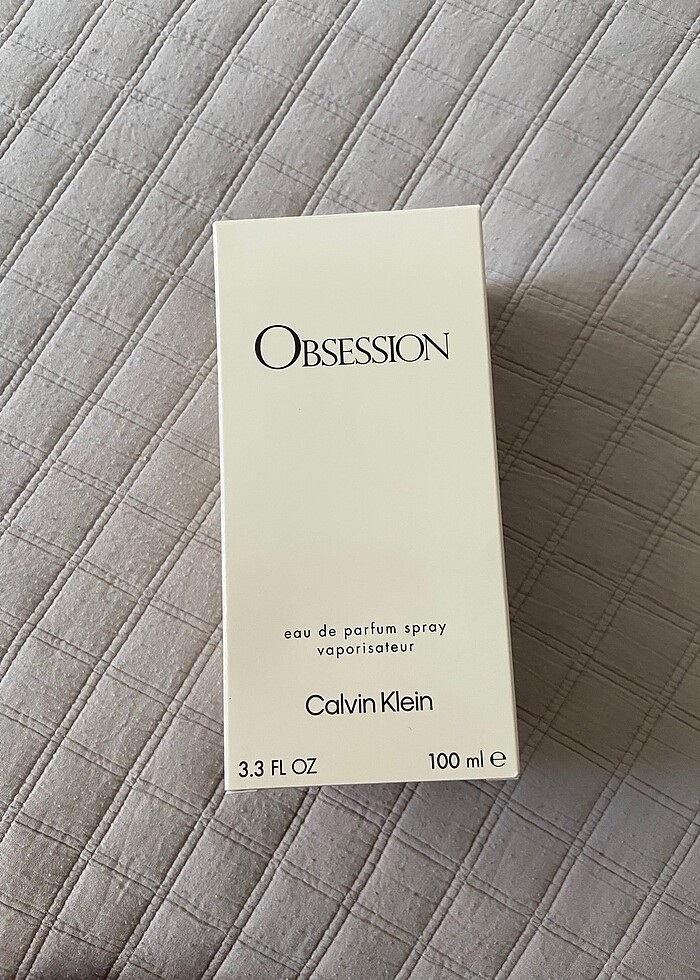 OBSESSION
eau de parfum spray
vaporisateur
Calvin Klein
3.3 FL OZ 100 ml ℮